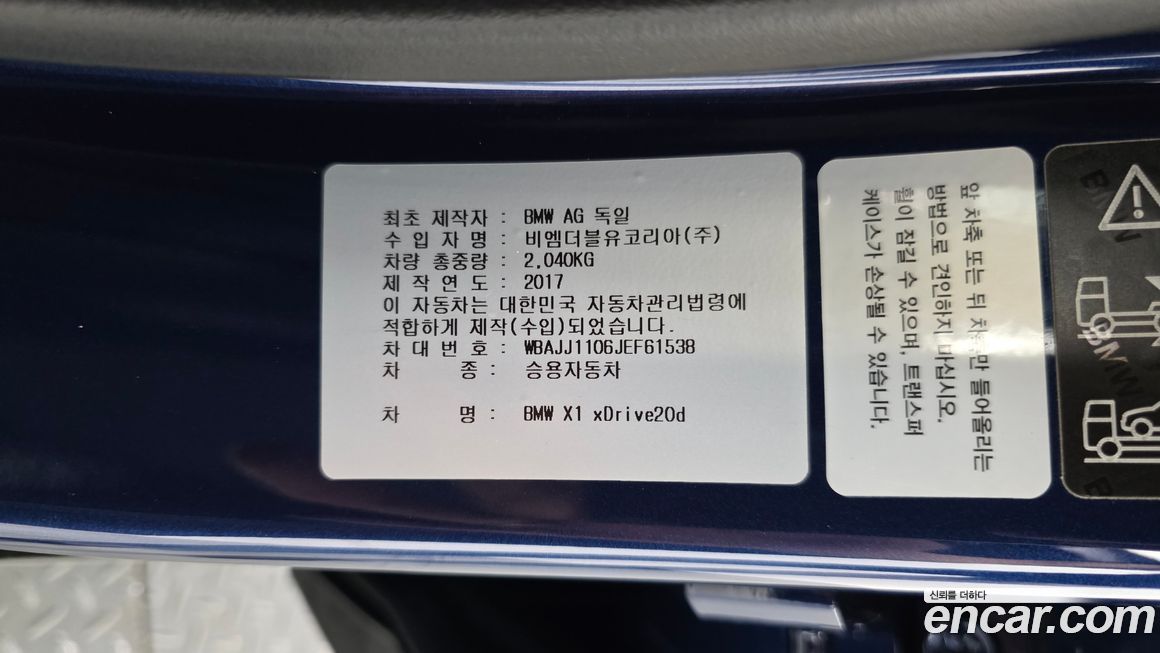 최초 제작자 : BMW AG 독일
수 입 자 명 : 비엠더블유코리아(주)
차량 총중량 : 2,040KG
제 작 연 도 : 2017
이 자동차는 대한민국 자동차관리법령에
적합하게 제작(수입)되었습니다.
차 대 번 호 : WBAJJ1106JEF61538
차 종 : 승용자동차
차 명 : BMW X1 xDrive20d
앞 차축 또는 뒤 차축만 들어올리는
방법으로 견인하지 마십시오.
휠이 잠길 수 있으며, 트랜스퍼
케이스가 손상될 수 있습니다.
BMW
BMW
신뢰를 더하다
encar.com